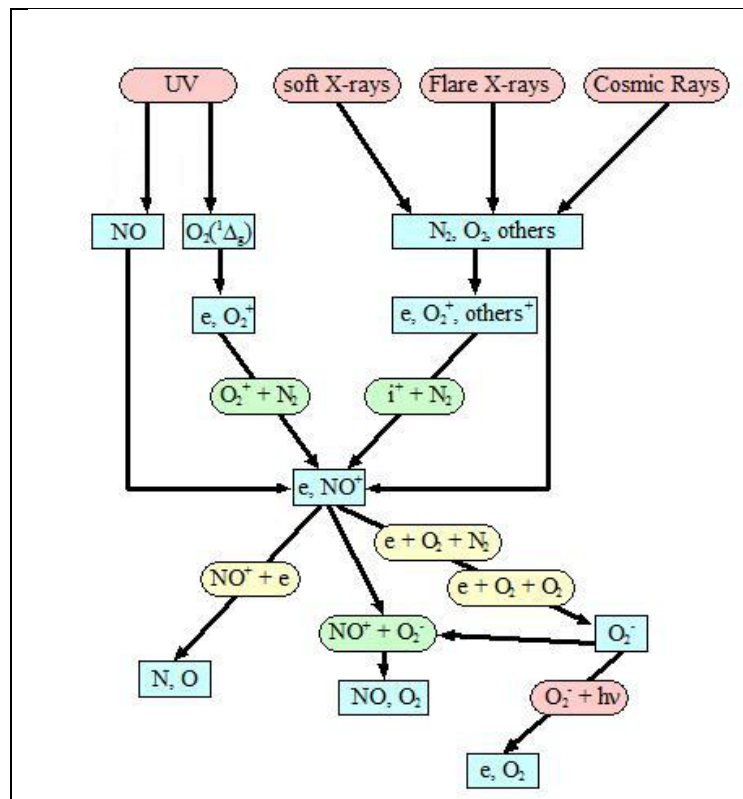 UV
soft X-rays
Flare X-rays
Cosmic Rays
NO
O₂(¹Δg)
N₂, O₂, others
e, O₂⁺
e, O₂⁺, others⁺
O₂⁺ + N₂
i⁺ + N₂
e, NO⁺
e + O₂ + N₂
NO⁺ + e
e + O₂ + O₂
NO⁺ + O₂⁻
O₂⁻
N, O
NO, O₂
O₂⁻ + hν
e, O₂